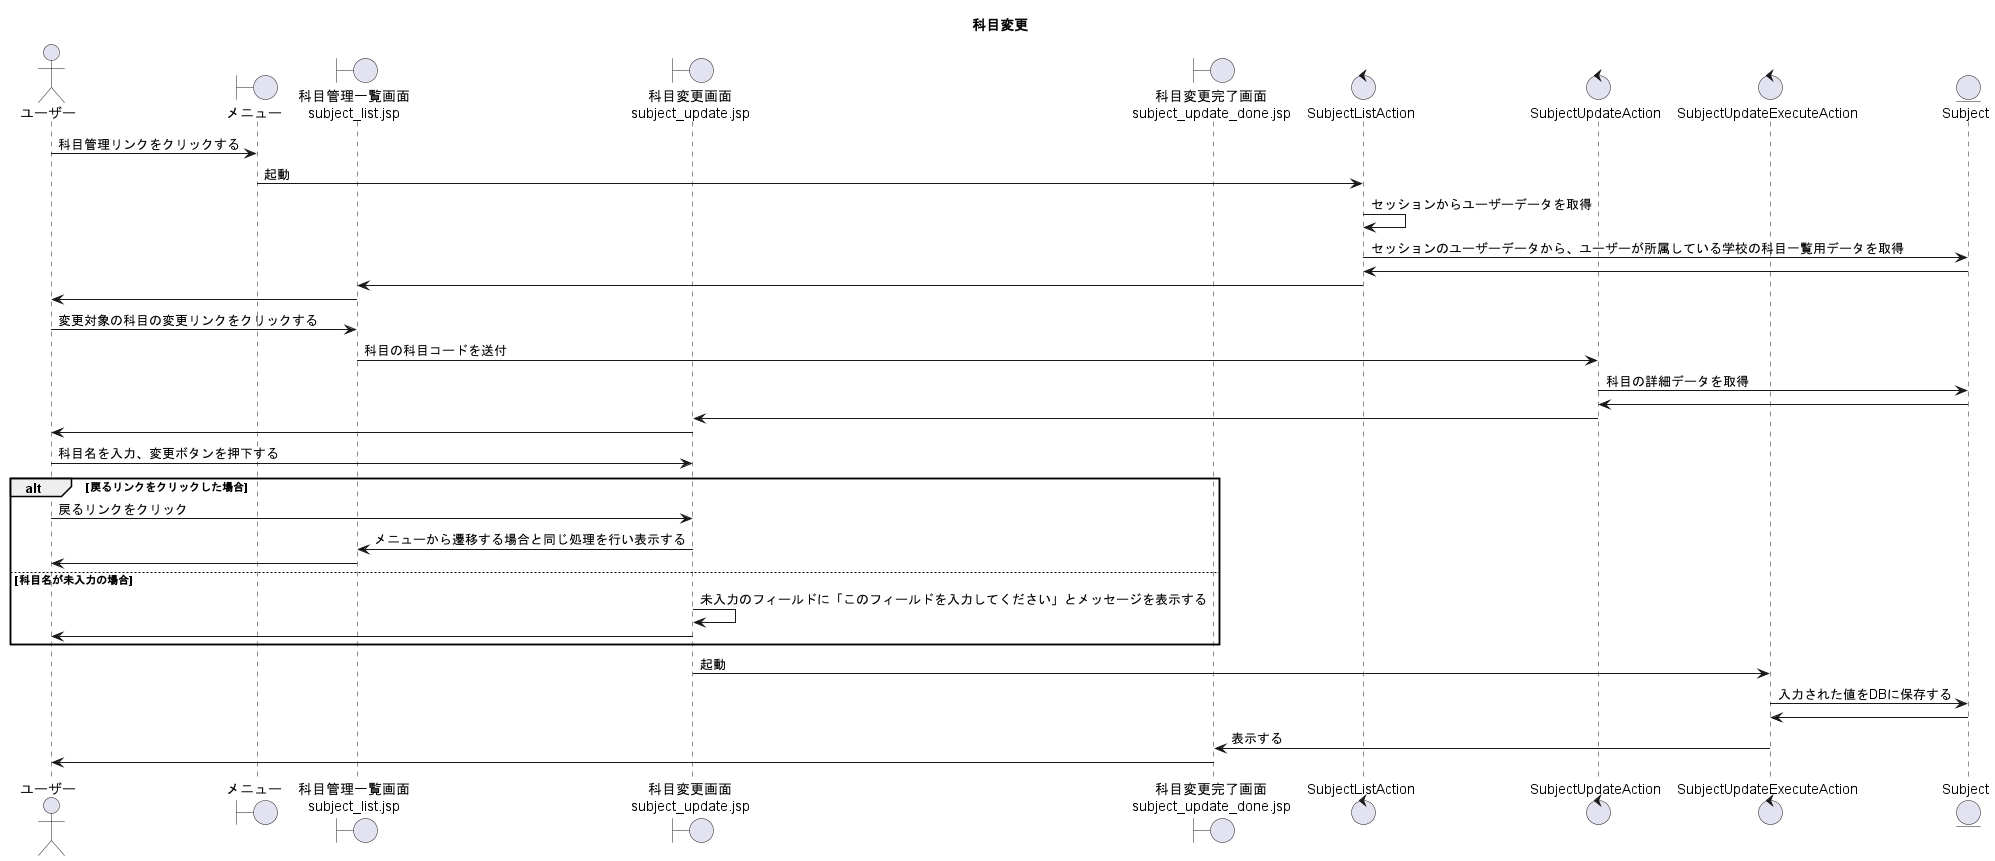 科目変更
ユーザー
メニュー
科目管理一覧画面
subject_list.jsp
科目変更画面
subject_update.jsp
科目変更完了画面
subject_update_done.jsp
SubjectListAction
SubjectUpdateAction
SubjectUpdateExecuteAction
Subject
科目管理リンクをクリックする
起動
セッションからユーザーデータを取得
セッションのユーザーデータから、ユーザーが所属している学校の科目一覧用データを取得
変更対象の科目の変更リンクをクリックする
科目の科目コードを送付
科目の詳細データを取得
科目名を入力、変更ボタンを押下する
alt [戻るリンクをクリックした場合]
戻るリンクをクリック
メニューから遷移する場合と同じ処理を行い表示する
[科目名が未入力の場合]
未入力のフィールドに「このフィールドを入力してください」とメッセージを表示する
起動
入力された値をDBに保存する
表示する
ユーザー
メニュー
科目管理一覧画面
subject_list.jsp
科目変更画面
subject_update.jsp
科目変更完了画面
subject_update_done.jsp
SubjectListAction
SubjectUpdateAction
SubjectUpdateExecuteAction
Subject